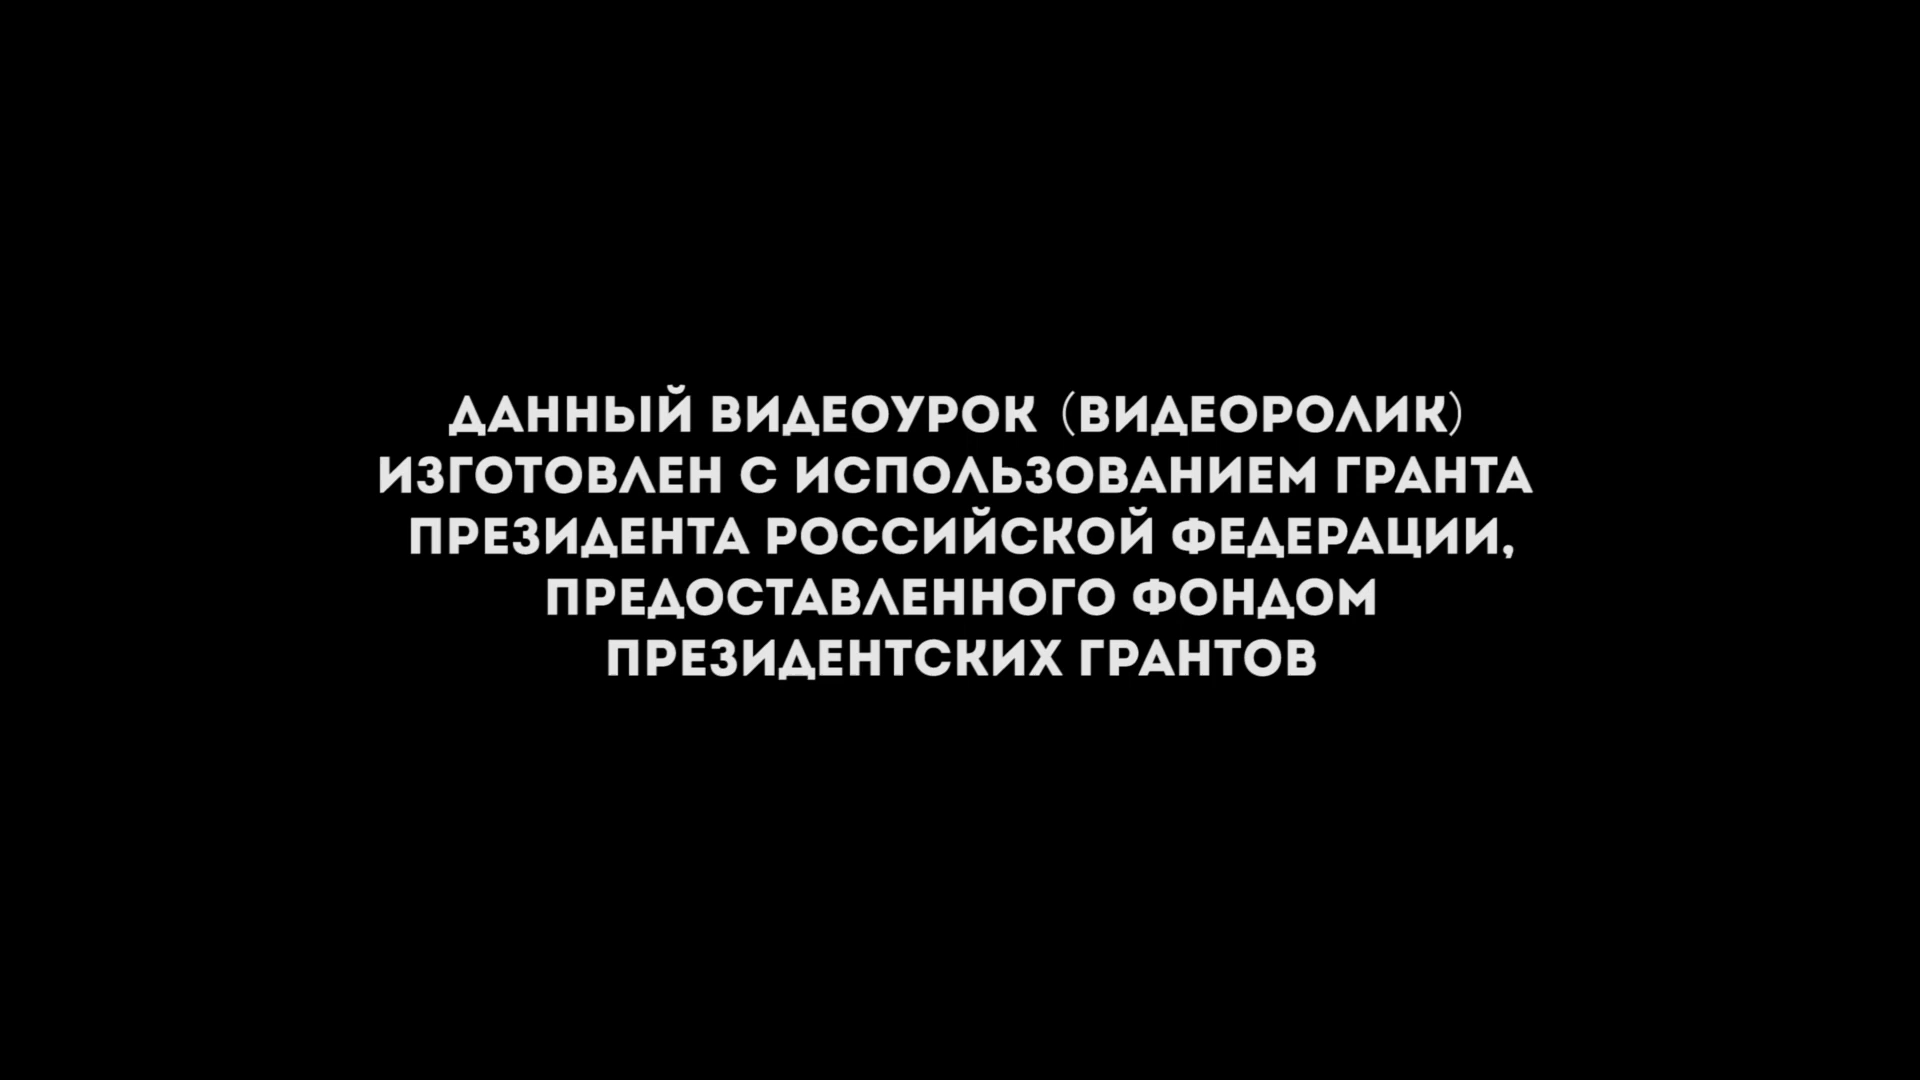 ДАННЫЙ ВИДЕОУРОК (ВИДЕОРОЛИК)
ИЗГОТОВЛЕН С ИСПОЛЬЗОВАНИЕМ ГРАНТА
ПРЕЗИДЕНТА РОССИЙСКОЙ ФЕДЕРАЦИИ,
ПРЕДОСТАВЛЕННОГО ФОНДОМ
ПРЕЗИДЕНТСКИХ ГРАНТОВ